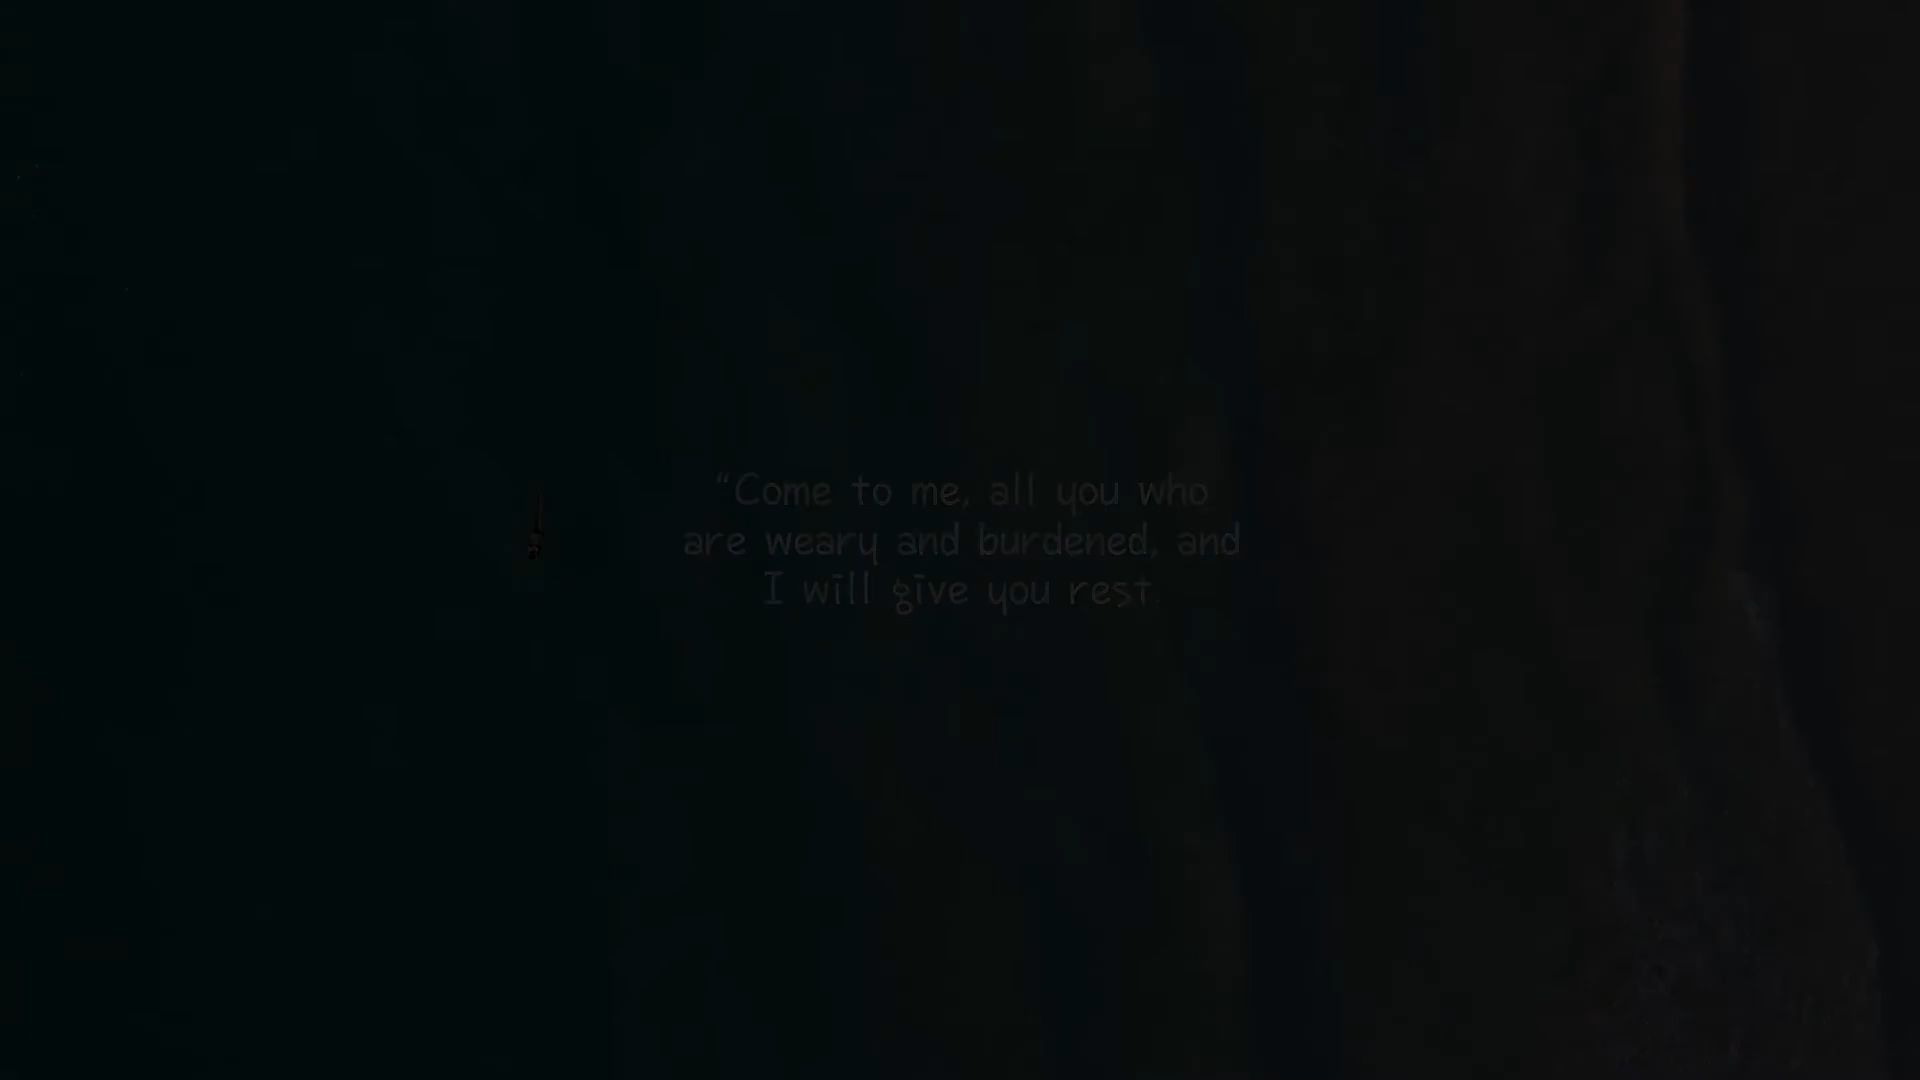 “Come to me, all you who
are weary and burdened, and
I will give you rest.